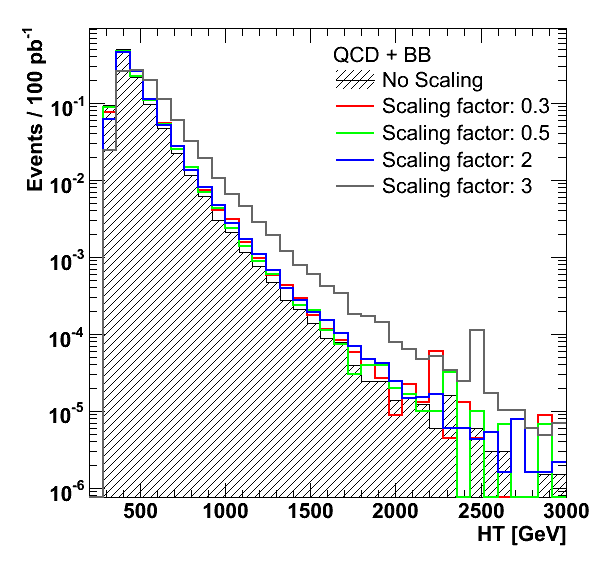 Events / 100 pb-1
QCD + BB
No Scaling
Scaling factor: 0.3
Scaling factor: 0.5
Scaling factor: 2
Scaling factor: 3
10-1
10-2
10-3
10-4
10-5
10-6
500 1000 1500 2000 2500 3000
HT [GeV]